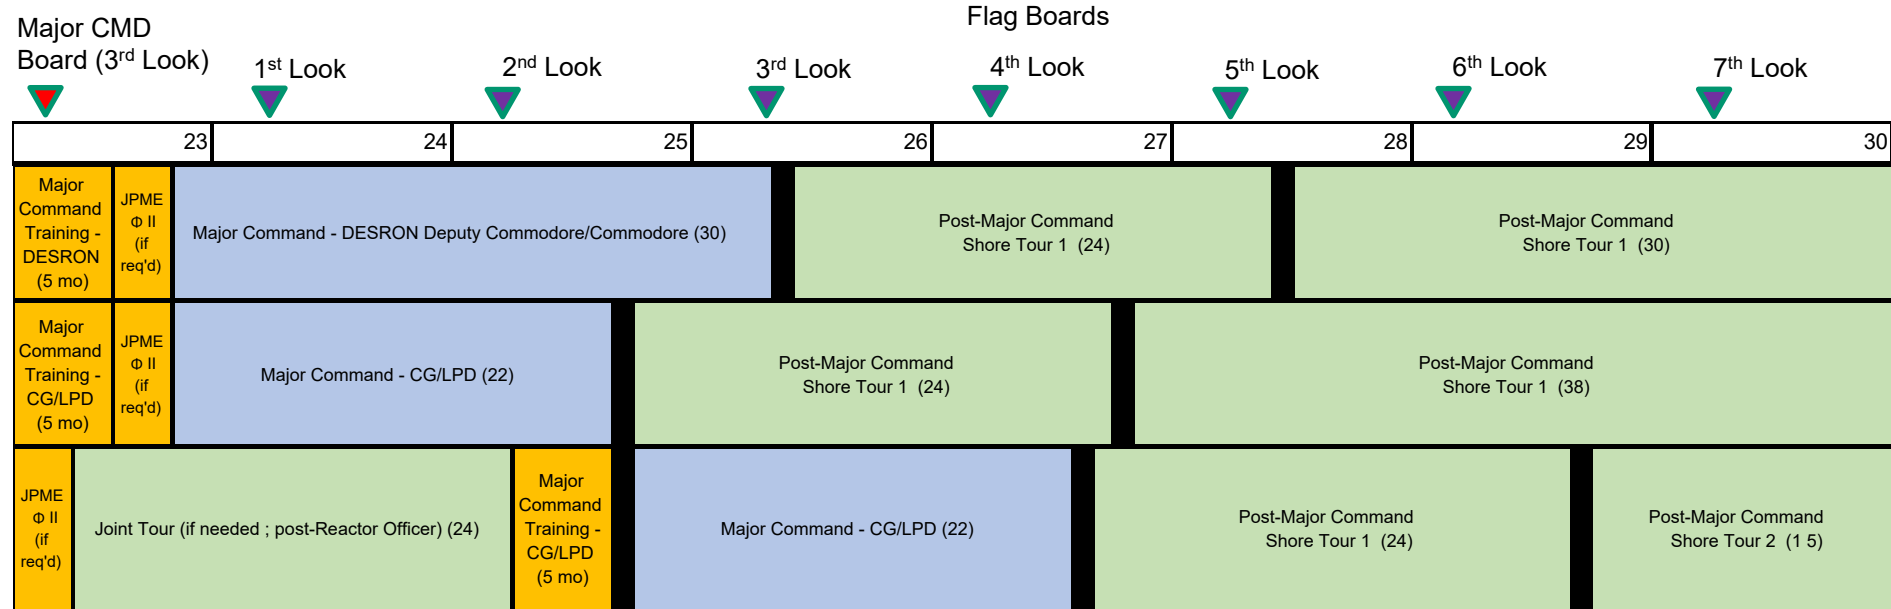 Flag Boards
Major CMD
Board (3rd Look)
1st Look
2nd Look
3rd Look
4th Look
5th Look
6th Look
7th Look
23
24
25
26
27
28
29
30
Major
Command
Training -
DESRON
(5 mo)
JPME
Φ II
(if
req'd)
Major Command - DESRON Deputy Commodore/Commodore (30)
Post-Major Command
Shore Tour 1 (24)
Post-Major Command
Shore Tour 1 (30)
Major
Command
Training -
CG/LPD
(5 mo)
JPME
Φ II
(if
req'd)
Major Command - CG/LPD (22)
Post-Major Command
Shore Tour 1 (24)
Post-Major Command
Shore Tour 1 (38)
JPME
Φ II
(if
req'd)
Joint Tour (if needed ; post-Reactor Officer) (24)
Major
Command
Training -
CG/LPD
(5 mo)
Major Command - CG/LPD (22)
Post-Major Command
Shore Tour 1 (24)
Post-Major Command
Shore Tour 2 (1 5)